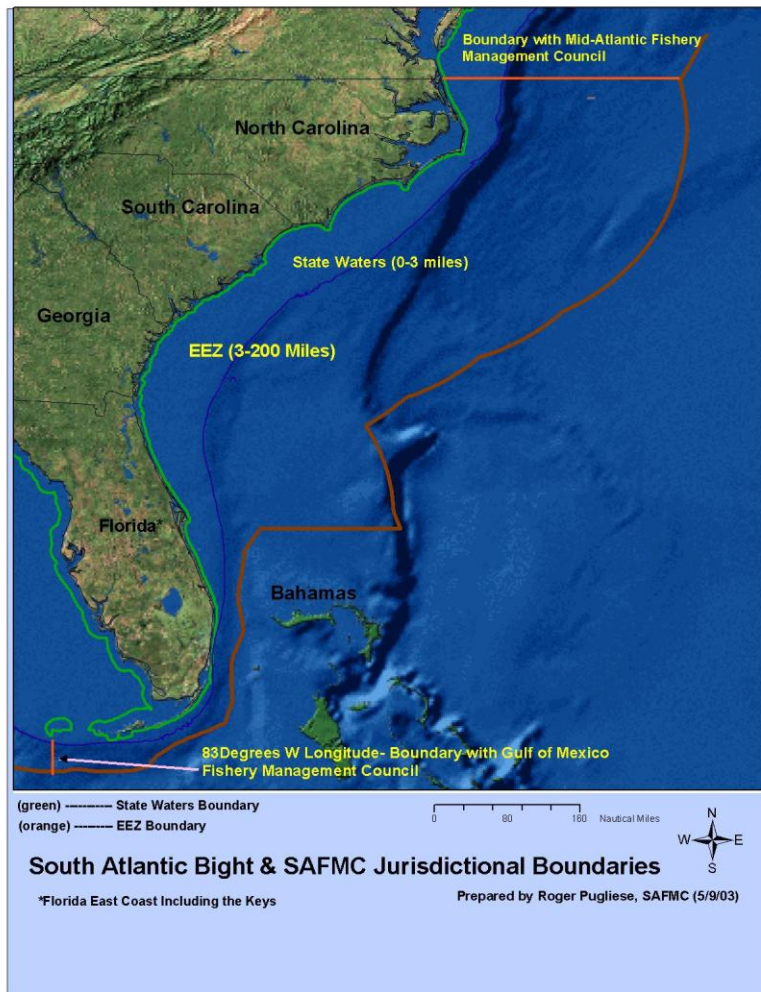 Boundary with Mid-Atlantic Fishery
Management Council
North Carolina
South Carolina
State Waters (0-3 miles)
Georgia
EEZ (3-200 Miles)
Florida*
Bahamas
83Degrees W Longitude- Boundary with Gulf of Mexico
Fishery Management Council
(green) ----------- State Waters Boundary
(orange) --------- EEZ Boundary
0 80 160 Nautical Miles
N
W E
S
South Atlantic Bight & SAFMC Jurisdictional Boundaries
*Florida East Coast Including the Keys
Prepared by Roger Pugliese, SAFMC (5/9/03)